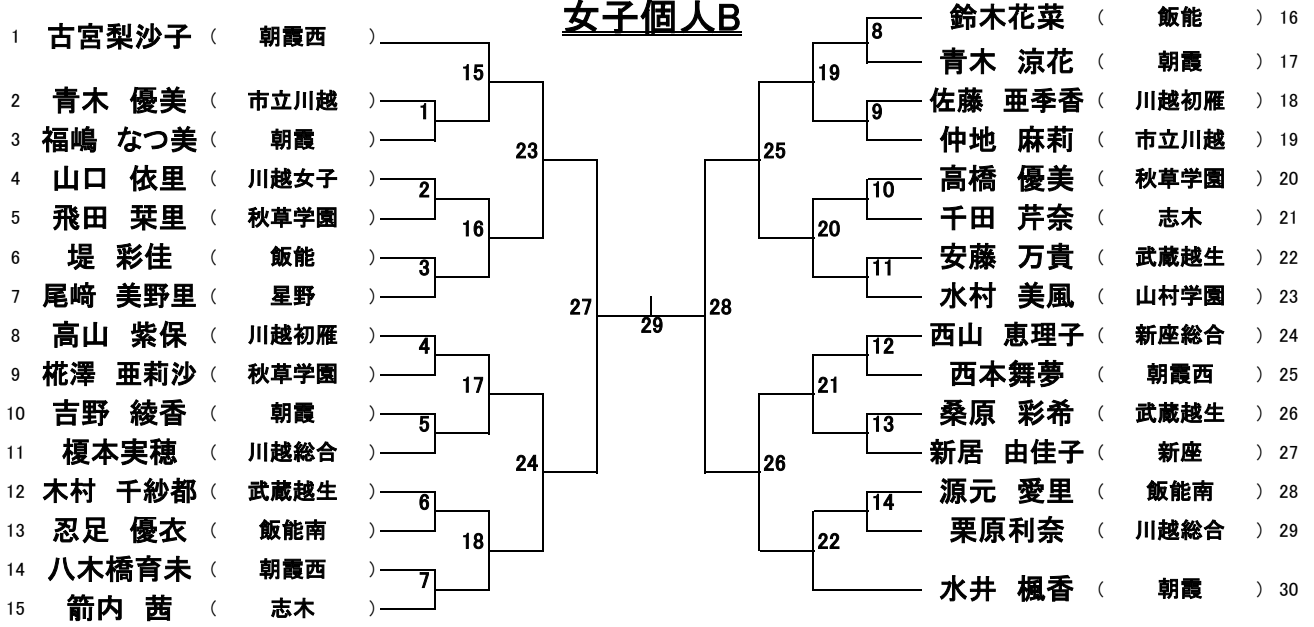 女子個人B
1 古宮梨沙子 ( 朝霞西 )
2 青木 優美 ( 市立川越 )
3 福嶋 なつ美 ( 朝霞 )
4 山口 依里 ( 川越女子 )
5 飛田 栞里 ( 秋草学園 )
6 堤 彩佳 ( 飯能 )
7 尾﨑 美野里 ( 星野 )
8 高山 紫保 ( 川越初雁 )
9 椛澤 亜莉沙 ( 秋草学園 )
10 吉野 綾香 ( 朝霞 )
11 榎本実穂 ( 川越総合 )
12 木村 千紗都 ( 武蔵越生 )
13 忍足 優衣 ( 飯能南 )
14 八木橋育未 ( 朝霞西 )
15 箭内 茜 ( 志木 )
15
1
2
16
3
23
4
17
5
6
18
7
24
27
29
28
25
26
19
20
21
22
8
9
10
11
12
13
14
鈴木花菜 ( 飯能 ) 16
青木 涼花 ( 朝霞 ) 17
佐藤 亜季香 ( 川越初雁 ) 18
仲地 麻莉 ( 市立川越 ) 19
高橋 優美 ( 秋草学園 ) 20
千田 芹奈 ( 志木 ) 21
安藤 万貴 ( 武蔵越生 ) 22
水村 美風 ( 山村学園 ) 23
西山 恵理子 ( 新座総合 ) 24
西本舞夢 ( 朝霞西 ) 25
桑原 彩希 ( 武蔵越生 ) 26
新居 由佳子 ( 新座 ) 27
源元 愛里 ( 飯能南 ) 28
栗原利奈 ( 川越総合 ) 29
水井 楓香 ( 朝霞 ) 30